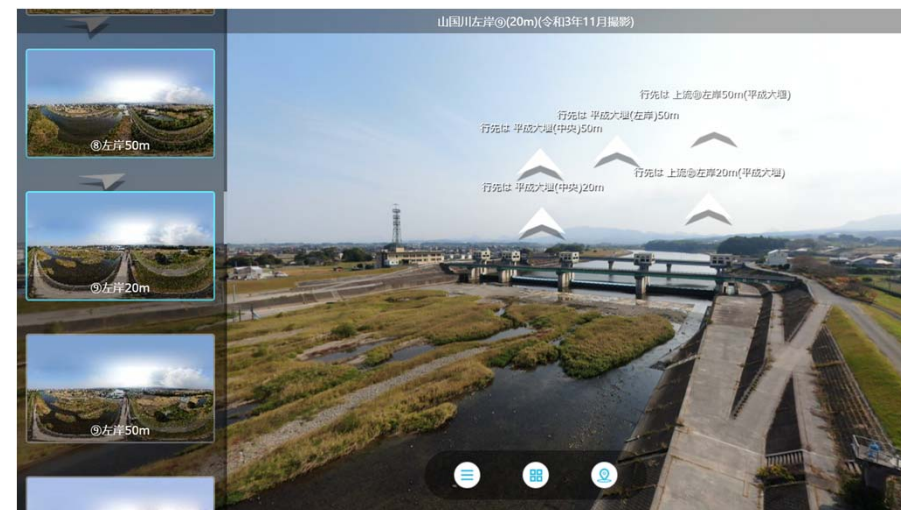 山国川左岸⑨(20m)(令和3年11月撮影)
⑧左岸50m
⑨左岸20m
⑨左岸50m
行先は 上流⑩左岸50m(平成大堰)
行先は 平成大堰(左岸)50m
行先は 平成大堰(中央)50m
行先は 上流⑩左岸20m(平成大堰)
行先は 平成大堰(中央)20m